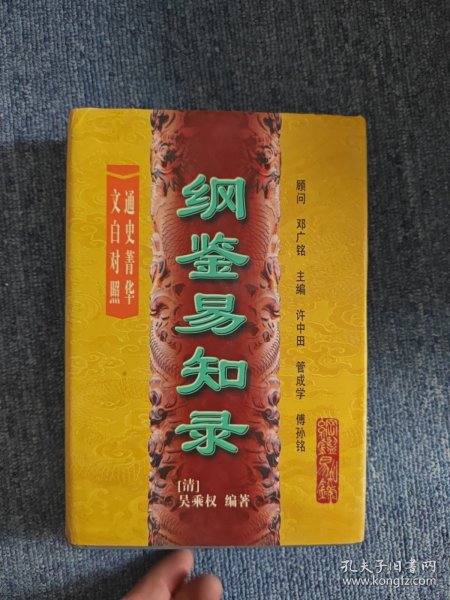 顾问 邓广铭 主编 许中田 管成学 傅孙铭
纲鉴易知录
通史菁华
文白对照
[清]
吴乘权 编著
孔夫子旧书网
www.kongfz.com